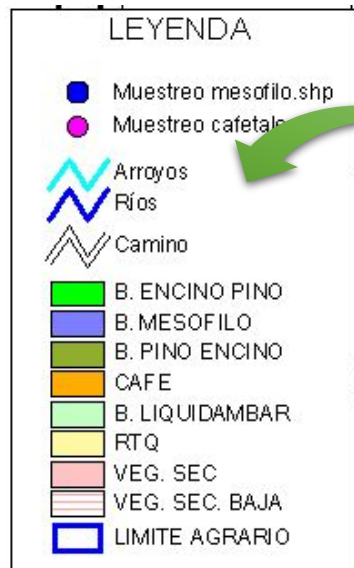 LEYENDA
Muestreo mesofilo.shp
Muestreo
Arroyos
Ríos
Camino
B. ENCINO PINO
B. MESOFILO
B. PINO ENCINO
CAFE
B. LIQUIDAMBAR
RTQ
VEG. SEC
VEG. SEC. BAJA
LIMITE AGRARIO